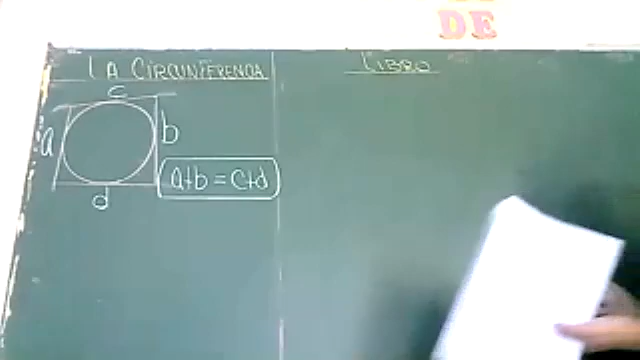 DE
LA CIRCUNFERENCIA
LIBRO
c
a
b
a+b = c+d
d